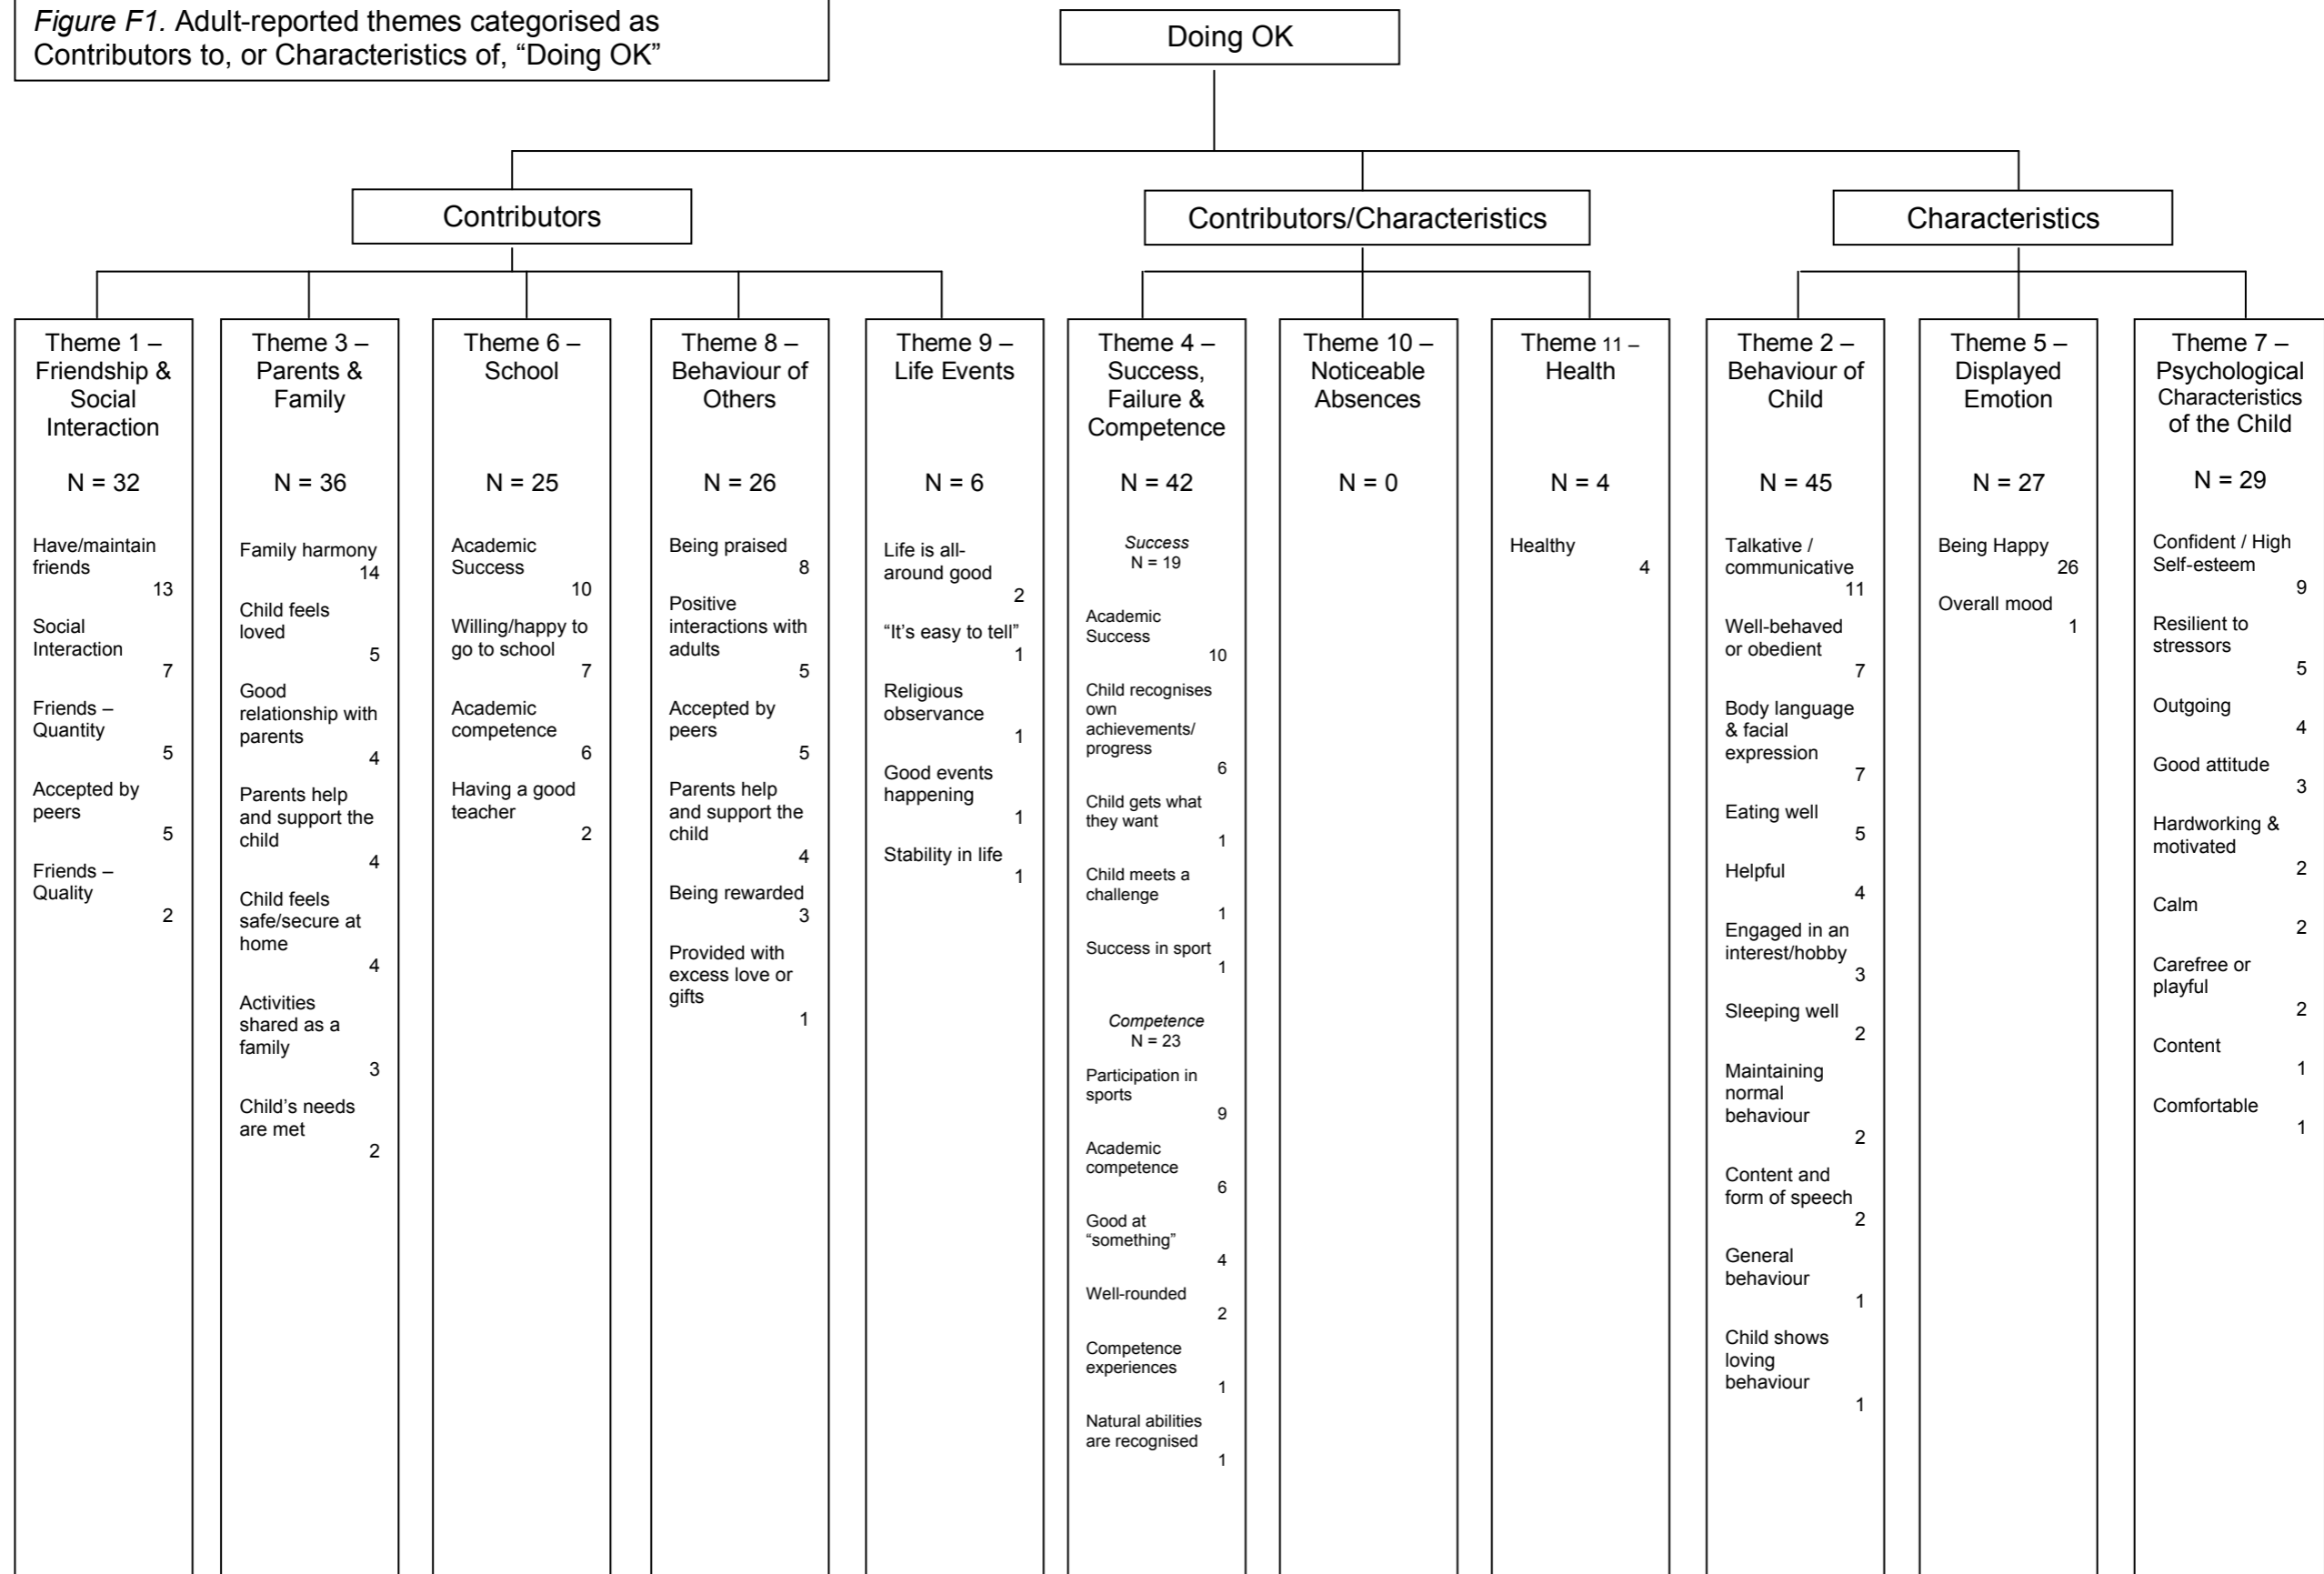 Figure F1. Adult-reported themes categorised as
Contributors to, or Characteristics of, “Doing OK”
Doing OK
Contributors
Contributors/Characteristics
Characteristics
Theme 1 –
Friendship &
Social
Interaction
N = 32
Have/maintain
friends
13
Social
Interaction
7
Friends –
Quantity
5
Accepted by
peers
5
Friends –
Quality
2
Theme 3 –
Parents &
Family
N = 36
Family harmony
14
Child feels
loved
5
Good
relationship with
parents
4
Parents help
and support the
child
4
Child feels
safe/secure at
home
4
Activities
shared as a
family
3
Child’s needs
are met
2
Theme 6 –
School
N = 25
Academic
Success
10
Willing/happy to
go to school
7
Academic
competence
6
Having a good
teacher
2
Theme 8 –
Behaviour of
Others
N = 26
Being praised
8
Positive
interactions with
adults
5
Accepted by
peers
5
Parents help
and support the
child
4
Being rewarded
3
Provided with
excess love or
gifts
1
Theme 9 –
Life Events
N = 6
Life is all-
around good
2
“It’s easy to tell”
1
Religious
observance
1
Good events
happening
1
Stability in life
1
Theme 4 –
Success,
Failure &
Competence
N = 42
Success
N = 19
Academic
Success
10
Child recognises
own
achievements/
progress
6
Child gets what
they want
1
Child meets a
challenge
1
Success in sport
1
Competence
N = 23
Participation in
sports
9
Academic
competence
6
Good at
“something”
4
Well-rounded
2
Competence
experiences
1
Natural abilities
are recognised
1
Theme 10 –
Noticeable
Absences
N = 0
Theme 11 –
Health
N = 4
Healthy
4
Theme 2 –
Behaviour of
Child
N = 45
Talkative /
communicative
11
Well-behaved
or obedient
7
Body language
& facial
expression
7
Eating well
5
Helpful
4
Engaged in an
interest/hobby
3
Sleeping well
2
Maintaining
normal
behaviour
2
Content and
form of speech
2
General
behaviour
1
Child shows
loving
behaviour
1
Theme 5 –
Displayed
Emotion
N = 27
Being Happy
26
Overall mood
1
Theme 7 –
Psychological
Characteristics
of the Child
N = 29
Confident / High
Self-esteem
9
Resilient to
stressors
5
Outgoing
4
Good attitude
3
Hardworking &
motivated
2
Calm
2
Carefree or
playful
2
Content
1
Comfortable
1